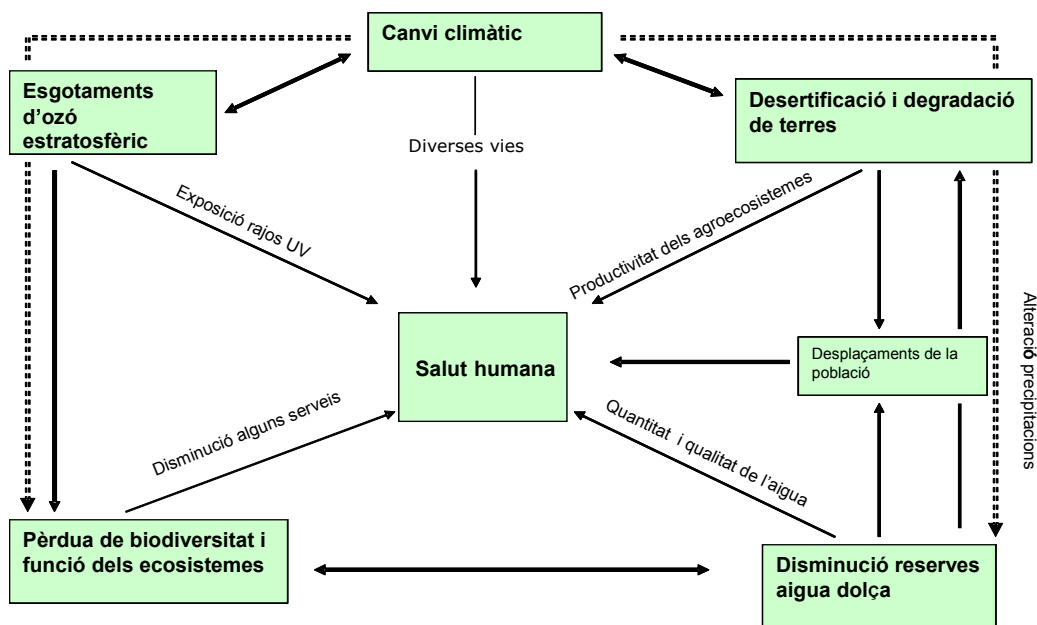 Canvi climàtic
Esgotaments
d’ozó
estratosfèric
Desertificació i degradació
de terres
Diverses vies
Exposició rajos UV
Productivitat dels agroecosistemes
Alteració precipitacions
Salut humana
Desplaçaments de la
població
Disminució alguns serveis
Quantitat i qualitat de l’aigua
Pèrdua de biodiversitat i
funció dels ecosistemes
Disminució reserves
aigua dolça